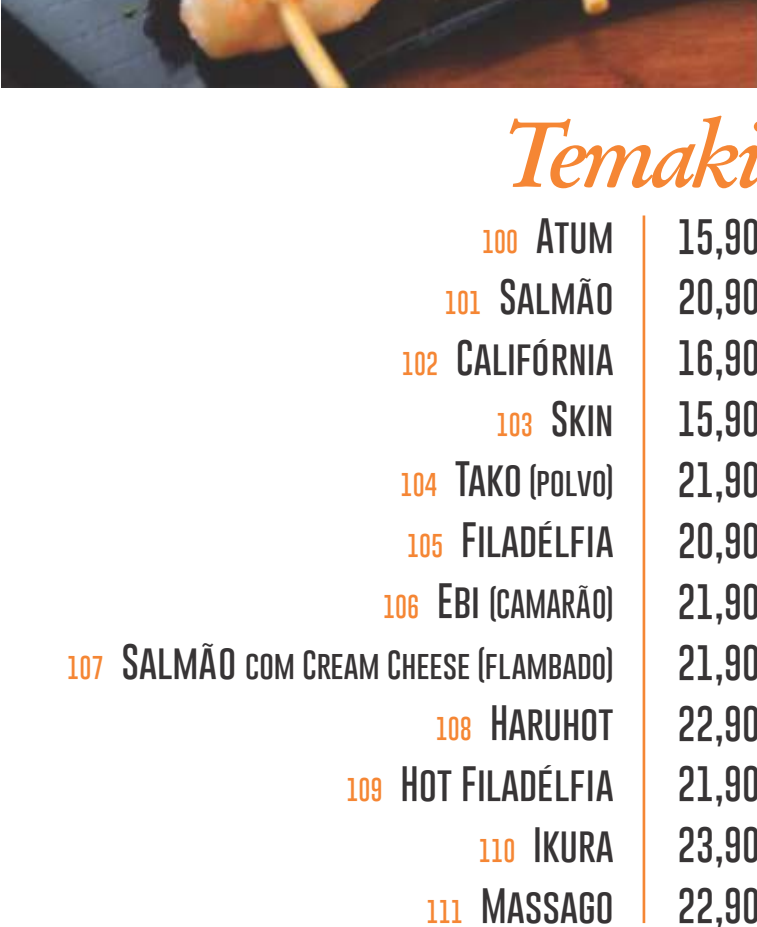 Temaki
100 ATUM 15,90
101 SALMÃO 20,90
102 CALIFÓRNIA 16,90
103 SKIN 15,90
104 TAKO (POLVO) 21,90
105 FILADÉLFIA 20,90
106 EBI (CAMARÃO) 21,90
107 SALMÃO COM CREAM CHEESE (FLAMBADO) 21,90
108 HARUHOT 22,90
109 HOT FILADÉLFIA 21,90
110 IKURA 23,90
111 MASSAGO 22,90